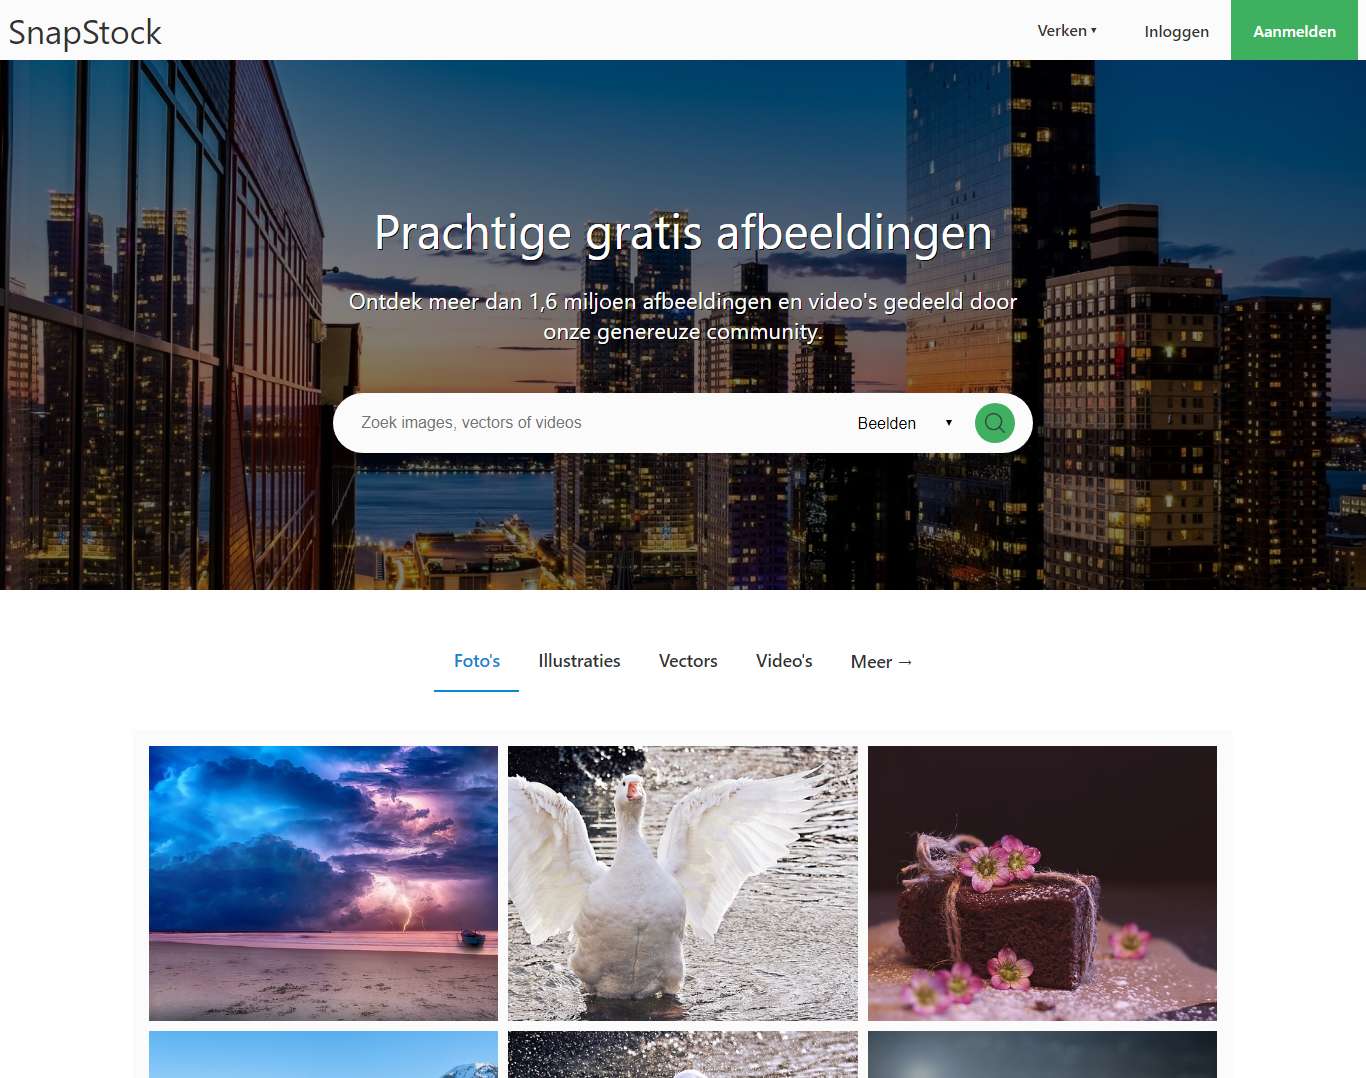 SnapStock
Verken ▾
Inloggen
Aanmelden
Prachtige gratis afbeeldingen
Ontdek meer dan 1,6 miljoen afbeeldingen en video's gedeeld door
onze genereuze community.
Zoek images, vectors of videos
Beelden ▾
Foto's
Illustraties
Vectors
Video's
Meer →